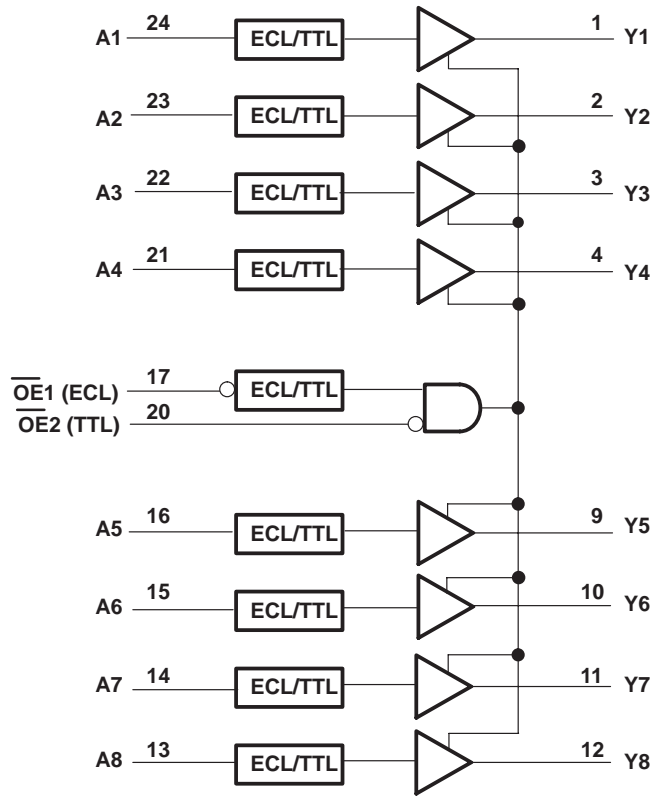 A1 24 ECL/TTL 1 Y1
A2 23 ECL/TTL 2 Y2
A3 22 ECL/TTL 3 Y3
A4 21 ECL/TTL 4 Y4
O̅E̅1 (ECL) 17 ECL/TTL
O̅E̅2 (TTL) 20
A5 16 ECL/TTL 9 Y5
A6 15 ECL/TTL 10 Y6
A7 14 ECL/TTL 11 Y7
A8 13 ECL/TTL 12 Y8